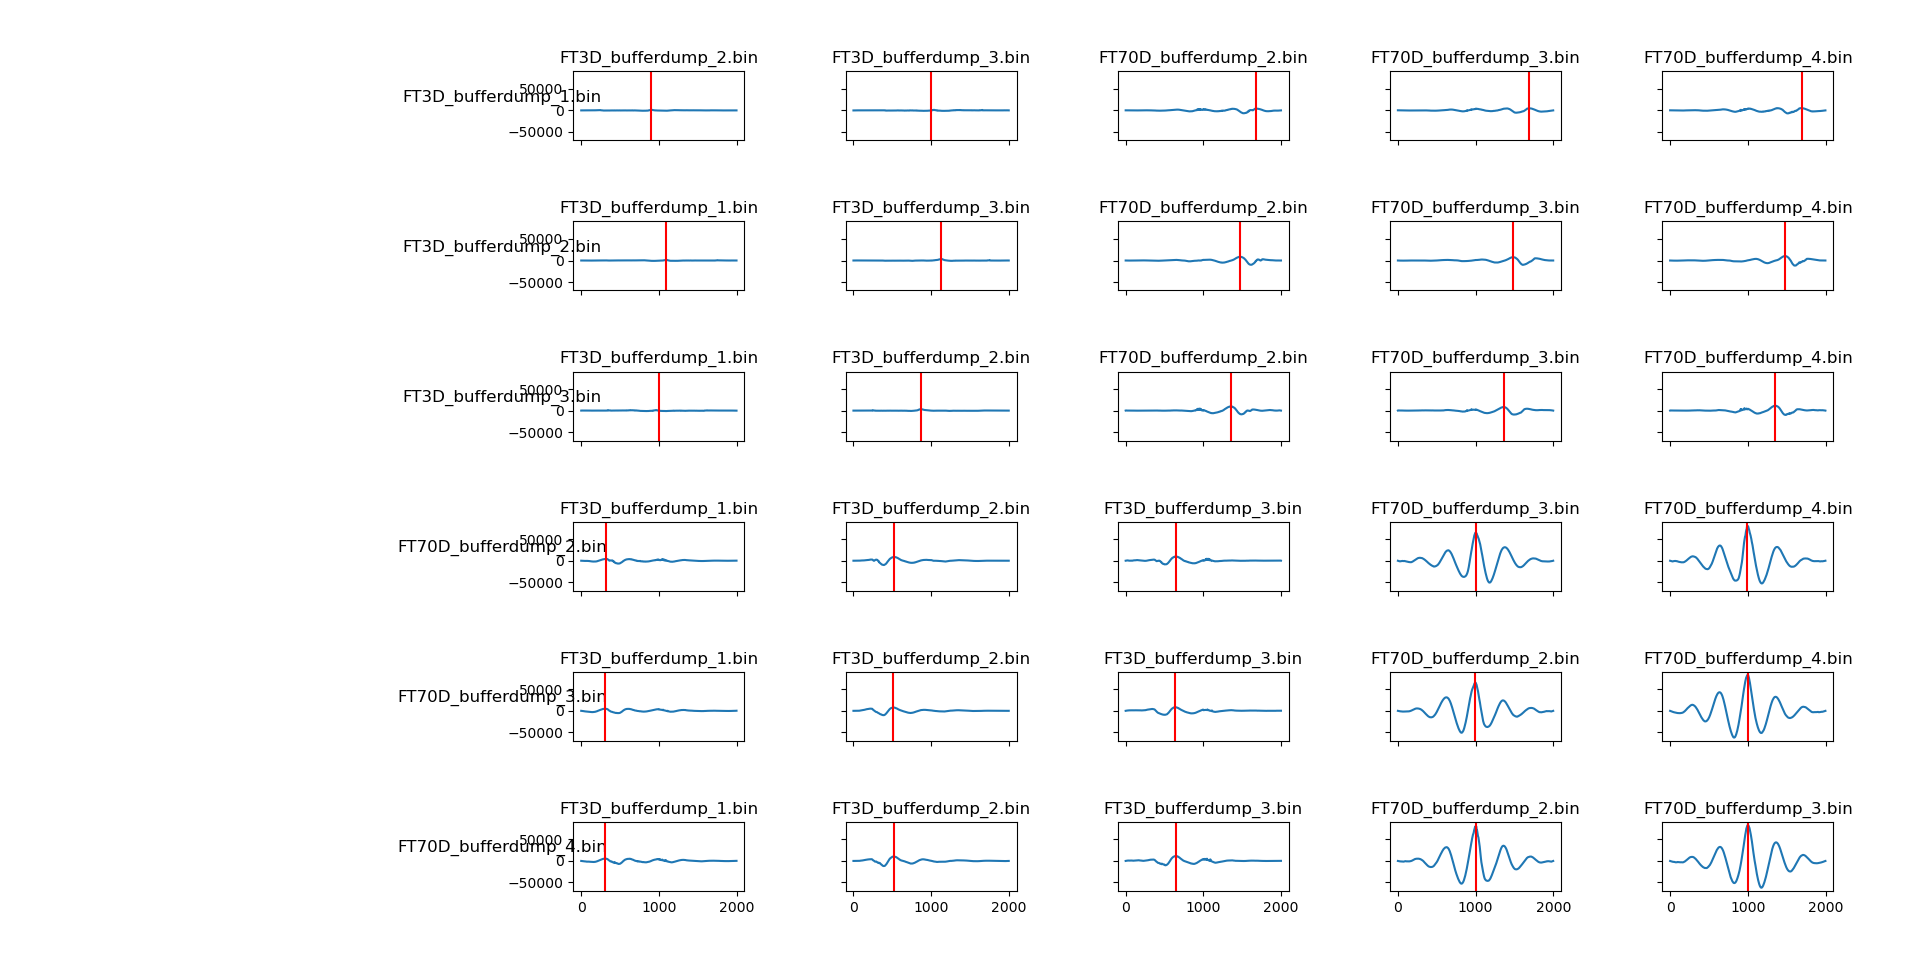 FT3D_bufferdump_2.bin FT3D_bufferdump_3.bin FT70D_bufferdump_2.bin FT70D_bufferdump_3.bin FT70D_bufferdump_4.bin
50000
FT3D_bufferdump_1.bin
0
−50000
FT3D_bufferdump_1.bin FT3D_bufferdump_3.bin FT70D_bufferdump_2.bin FT70D_bufferdump_3.bin FT70D_bufferdump_4.bin
50000
FT3D_bufferdump_2.bin
0
−50000
FT3D_bufferdump_1.bin FT3D_bufferdump_2.bin FT70D_bufferdump_2.bin FT70D_bufferdump_3.bin FT70D_bufferdump_4.bin
50000
FT3D_bufferdump_3.bin
0
−50000
FT3D_bufferdump_1.bin FT3D_bufferdump_2.bin FT3D_bufferdump_3.bin FT70D_bufferdump_3.bin FT70D_bufferdump_4.bin
50000
FT70D_bufferdump_2.bin
0
−50000
FT3D_bufferdump_1.bin FT3D_bufferdump_2.bin FT3D_bufferdump_3.bin FT70D_bufferdump_2.bin FT70D_bufferdump_4.bin
50000
FT70D_bufferdump_3.bin
0
−50000
FT3D_bufferdump_1.bin FT3D_bufferdump_2.bin FT3D_bufferdump_3.bin FT70D_bufferdump_2.bin FT70D_bufferdump_3.bin
50000
FT70D_bufferdump_4.bin
0
−50000
0 1000 2000 0 1000 2000 0 1000 2000 0 1000 2000 0 1000 2000